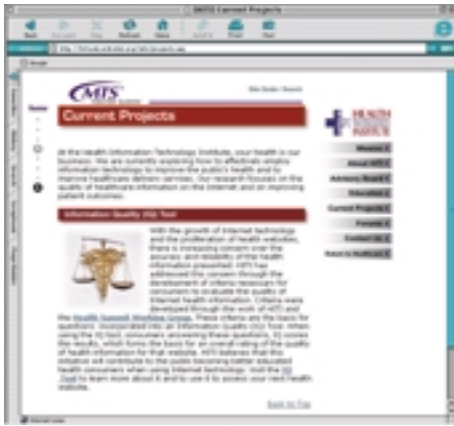 HITI Current Projects
Back Forward Stop Refresh Home Print Mail
MTS
Site Guide | Search
Home
Current Projects
HEALTH
INSTITUTE
At the Health Information Technology Institute, your health is our
business. We are currently exploring how to effectively employ
information technology to improve the public's health and to
improve healthcare delivery services. Our research focuses on the
quality of healthcare information on the Internet and on improving
patient outcomes.
Mission
About HITI
Advisory Board
Education
Current Projects
Forums
Contact Us
Information Quality (IQ) Tool
With the growth of Internet technology
and the proliferation of health websites,
there is increasing concern over the
accuracy and reliability of the health
information presented. HITI has
addressed this concern through the
development of criteria necessary for
consumers to evaluate the quality of
Internet health information. Criteria were
developed through the work of HITI and
the Health Summit Working Group. These criteria are the basis for
questions incorporated into an Information Quality (IQ) Tool. When
using the IQ tool, consumers answering these questions, IQ scores
the results, which forms the basis for an overall rating of the quality
of health information for that website. HITI believes that this
initiative will contribute to the public becoming better educated
health consumers when using Internet technology. Visit the IQ
Tool to learn more about it and to use it to assess your next health
website.
Back to Top
Internet zone